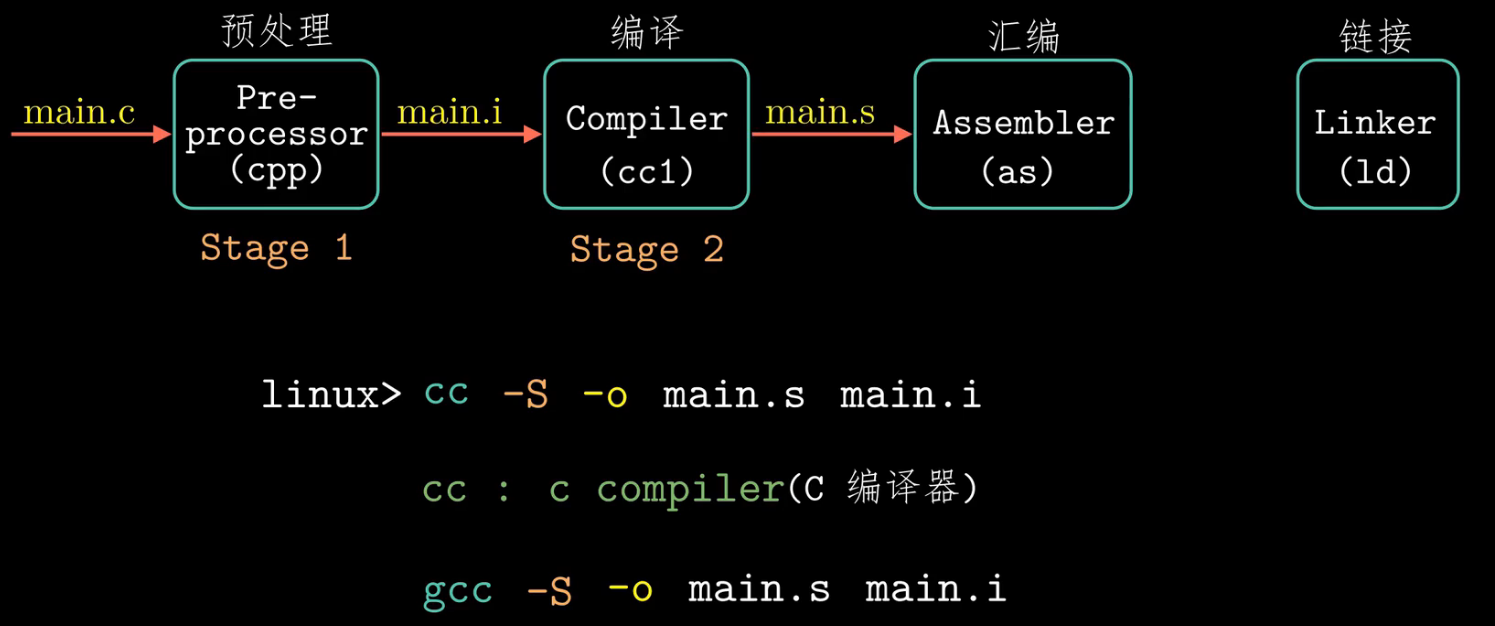 预处理
编译
汇编
链接
main.c
Pre-
processor
(cpp)
main.i
Compiler
(cc1)
main.s
Assembler
(as)
Linker
(ld)
Stage 1
Stage 2
linux> cc -S -o main.s main.i
cc : c compiler(C 编译器)
gcc -S -o main.s main.i